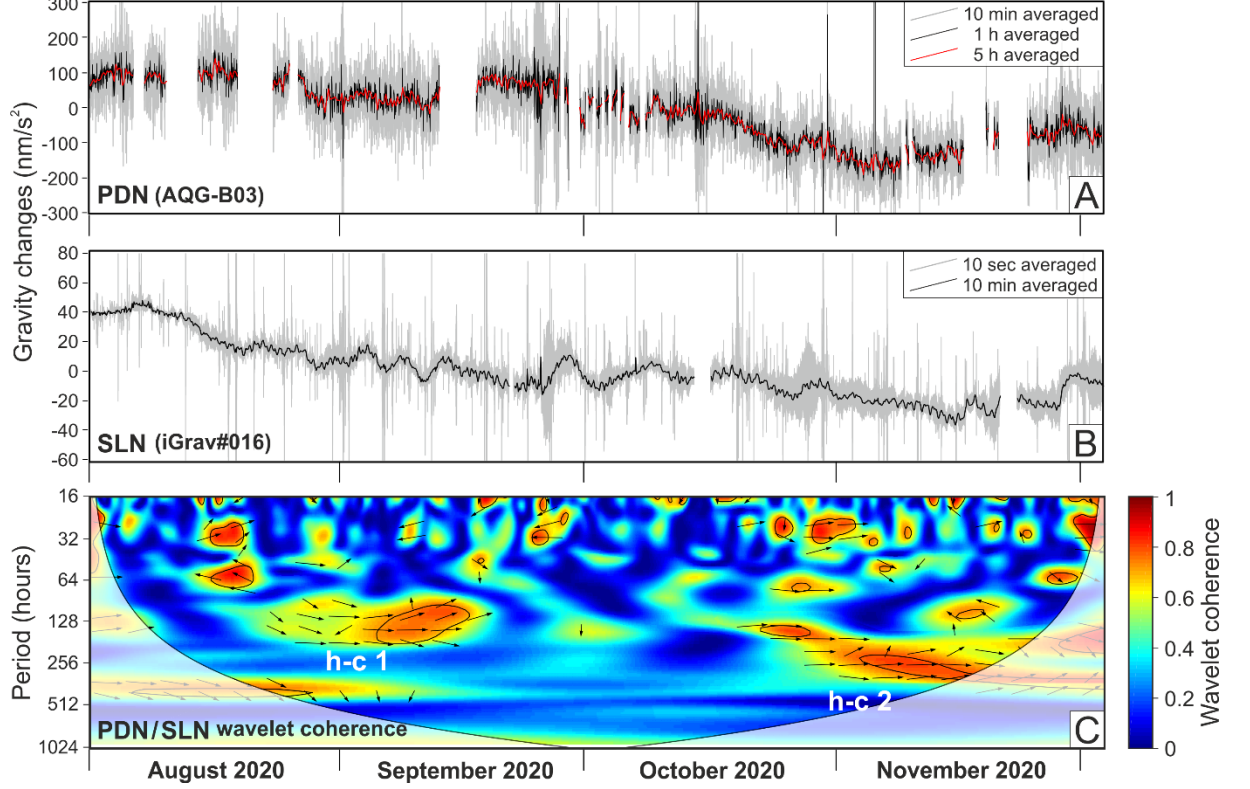 300
200
100
0
-100
-200
-300
10 min averaged
1 h averaged
5 h averaged
PDN (AQG-B03)
A
Gravity changes (nm/s²)
80
60
40
20
0
-20
-40
-60
10 sec averaged
10 min averaged
SLN (iGrav#016)
B
16
32
64
128
256
512
1024
Period (hours)
h-c 1
h-c 2
PDN/SLN wavelet coherence
C
1
0.8
0.6
0.4
0.2
0
Wavelet coherence
August 2020 September 2020 October 2020 November 2020